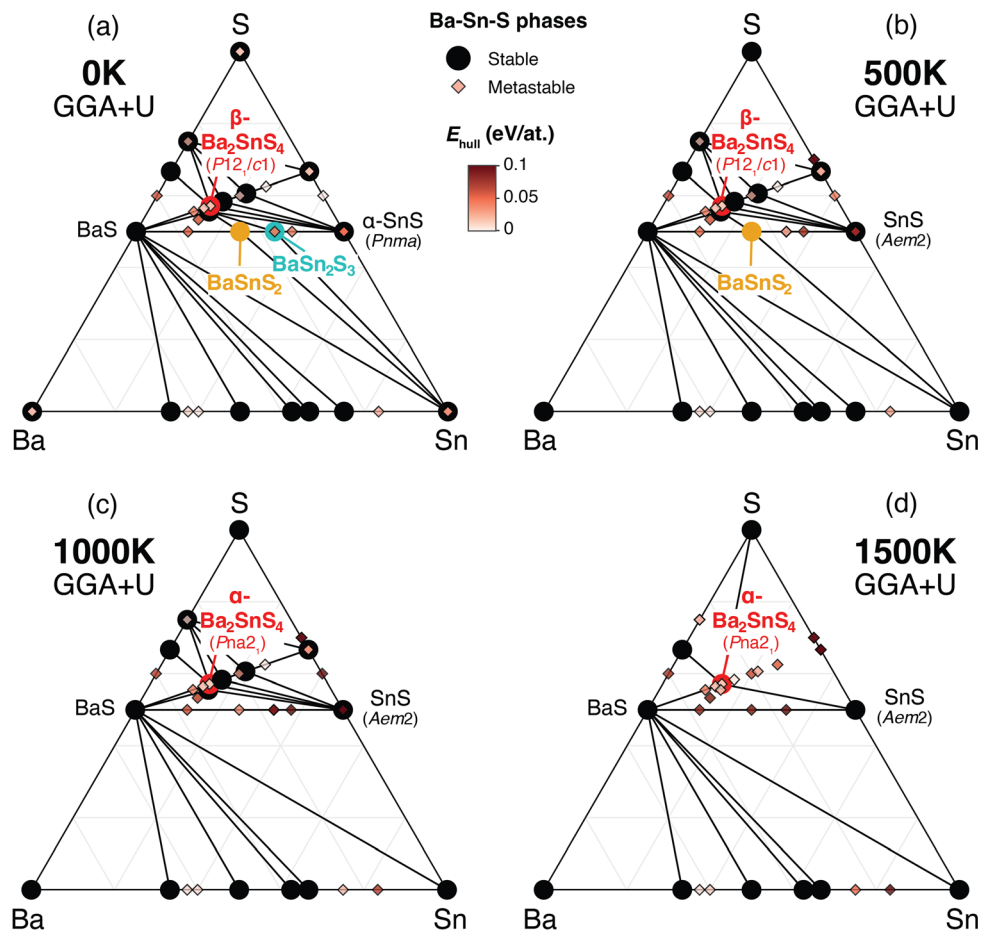 (a)
0K
GGA+U
S
β-
Ba₂SnS₄
(P12₁/c1)
BaS
α-SnS
(Pnma)
BaSn₂S₃
BaSnS₂
Ba
Sn
Ba-Sn-S phases
Stable
Metastable
E_hull (eV/at.)
0.1
0.05
0
(b)
500K
GGA+U
S
β-
Ba₂SnS₄
(P12₁/c1)
BaS
SnS
(Aem2)
BaSnS₂
Ba
Sn
(c)
1000K
GGA+U
S
α-
Ba₂SnS₄
(Pna2₁)
BaS
SnS
(Aem2)
Ba
Sn
(d)
1500K
GGA+U
S
α-
Ba₂SnS₄
(Pna2₁)
BaS
SnS
(Aem2)
Ba
Sn